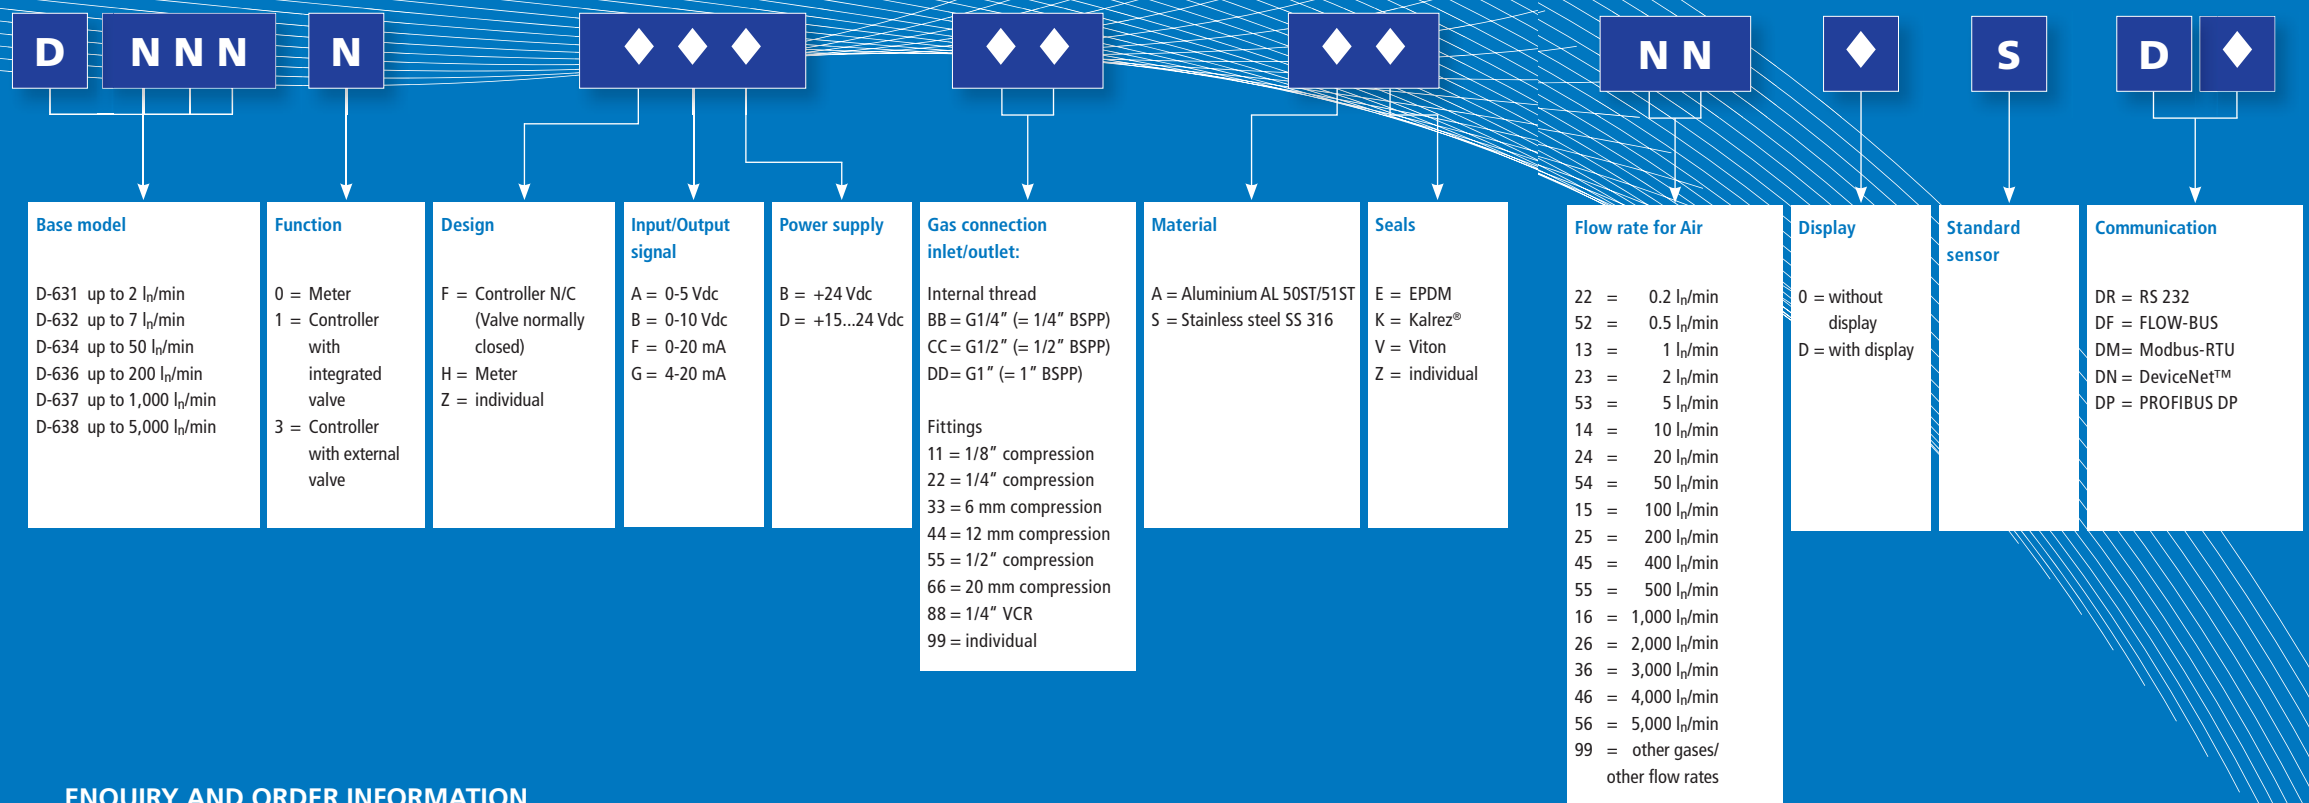 D NNN N ♦♦♦ ♦♦ ♦♦ NN ♦ S D ♦
Base model
D-631 up to 2 ln/min
D-632 up to 7 ln/min
D-634 up to 50 ln/min
D-636 up to 200 ln/min
D-637 up to 1,000 ln/min
D-638 up to 5,000 ln/min
Function
0 = Meter
1 = Controller
with
integrated
valve
3 = Controller
with external
valve
Design
F = Controller N/C
(Valve normally
closed)
H = Meter
Z = individual
Input/Output
signal
A = 0-5 Vdc
B = 0-10 Vdc
F = 0-20 mA
G = 4-20 mA
Power supply
B = +24 Vdc
D = +15...24 Vdc
Gas connection
inlet/outlet:
Internal thread
BB = G1/4″ (= 1/4″ BSPP)
CC = G1/2″ (= 1/2″ BSPP)
DD = G1″ (= 1″ BSPP)
Fittings
11 = 1/8″ compression
22 = 1/4″ compression
33 = 6 mm compression
44 = 12 mm compression
55 = 1/2″ compression
66 = 20 mm compression
88 = 1/4″ VCR
99 = individual
Material
A = Aluminium AL 50ST/51ST
S = Stainless steel SS 316
Seals
E = EPDM
K = Kalrez®
V = Viton
Z = individual
Flow rate for Air
22 = 0.2 ln/min
52 = 0.5 ln/min
13 = 1 ln/min
23 = 2 ln/min
53 = 5 ln/min
14 = 10 ln/min
24 = 20 ln/min
54 = 50 ln/min
15 = 100 ln/min
25 = 200 ln/min
45 = 400 ln/min
55 = 500 ln/min
16 = 1,000 ln/min
26 = 2,000 ln/min
36 = 3,000 ln/min
46 = 4,000 ln/min
56 = 5,000 ln/min
99 = other gases/
other flow rates
Display
0 = without
display
D = with display
Standard
sensor
Communication
DR = RS 232
DF = FLOW-BUS
DM= Modbus-RTU
DN = DeviceNet™
DP = PROFIBUS DP
ENQUIRY AND ORDER INFORMATION